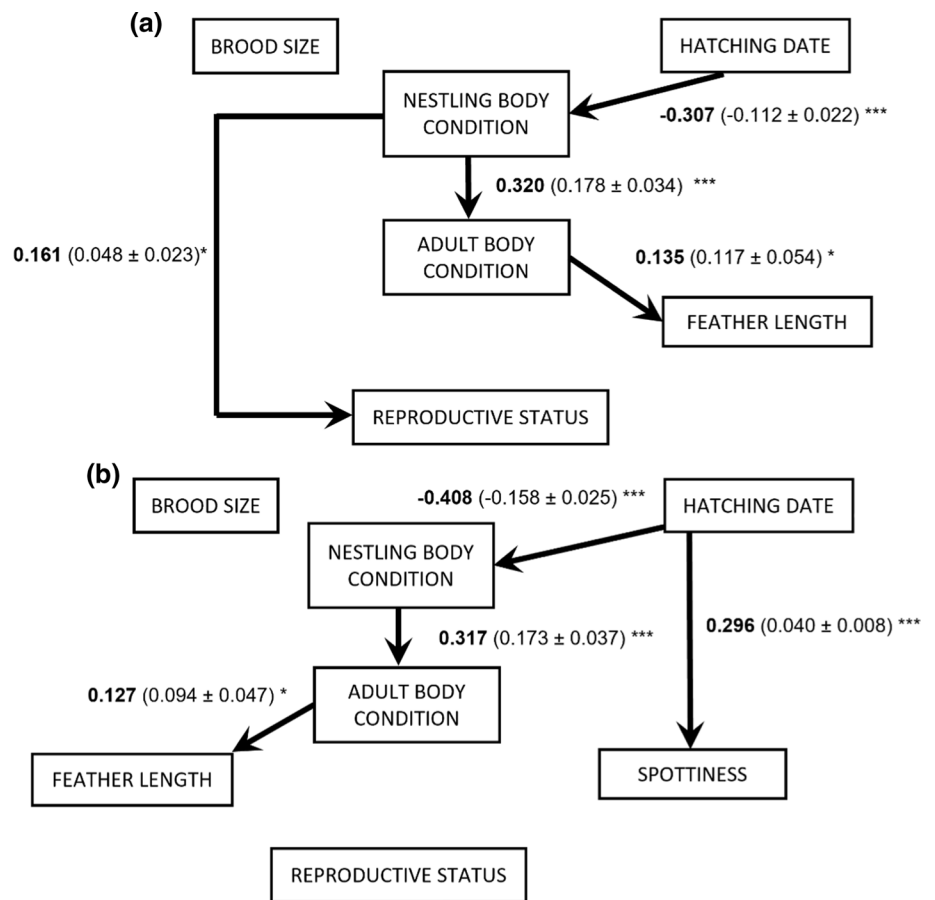 (a)
BROOD SIZE
HATCHING DATE
NESTLING BODY
CONDITION
-0.307 (-0.112 ± 0.022) ***
0.320 (0.178 ± 0.034) ***
ADULT BODY
CONDITION
0.161 (0.048 ± 0.023)*
0.135 (0.117 ± 0.054) *
FEATHER LENGTH
REPRODUCTIVE STATUS
(b)
BROOD SIZE
-0.408 (-0.158 ± 0.025) ***
HATCHING DATE
NESTLING BODY
CONDITION
0.296 (0.040 ± 0.008) ***
0.317 (0.173 ± 0.037) ***
0.127 (0.094 ± 0.047) *
ADULT BODY
CONDITION
FEATHER LENGTH
SPOTTINESS
REPRODUCTIVE STATUS